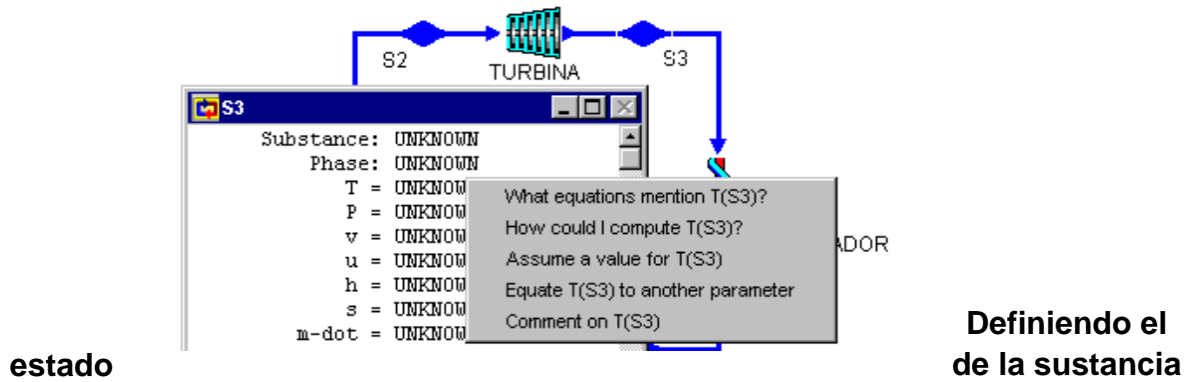 S2
TURBINA
S3
S3
Substance: UNKNOWN
Phase: UNKNOWN
T = UNKNOW
P = UNKNOW
v = UNKNOW
u = UNKNOW
h = UNKNOW
s = UNKNOW
m-dot = UNKNOW
What equations mention T(S3)?
How could I compute T(S3)?
Assume a value for T(S3)
Equate T(S3) to another parameter
Comment on T(S3)
ADOR
Definiendo el
estado de la sustancia